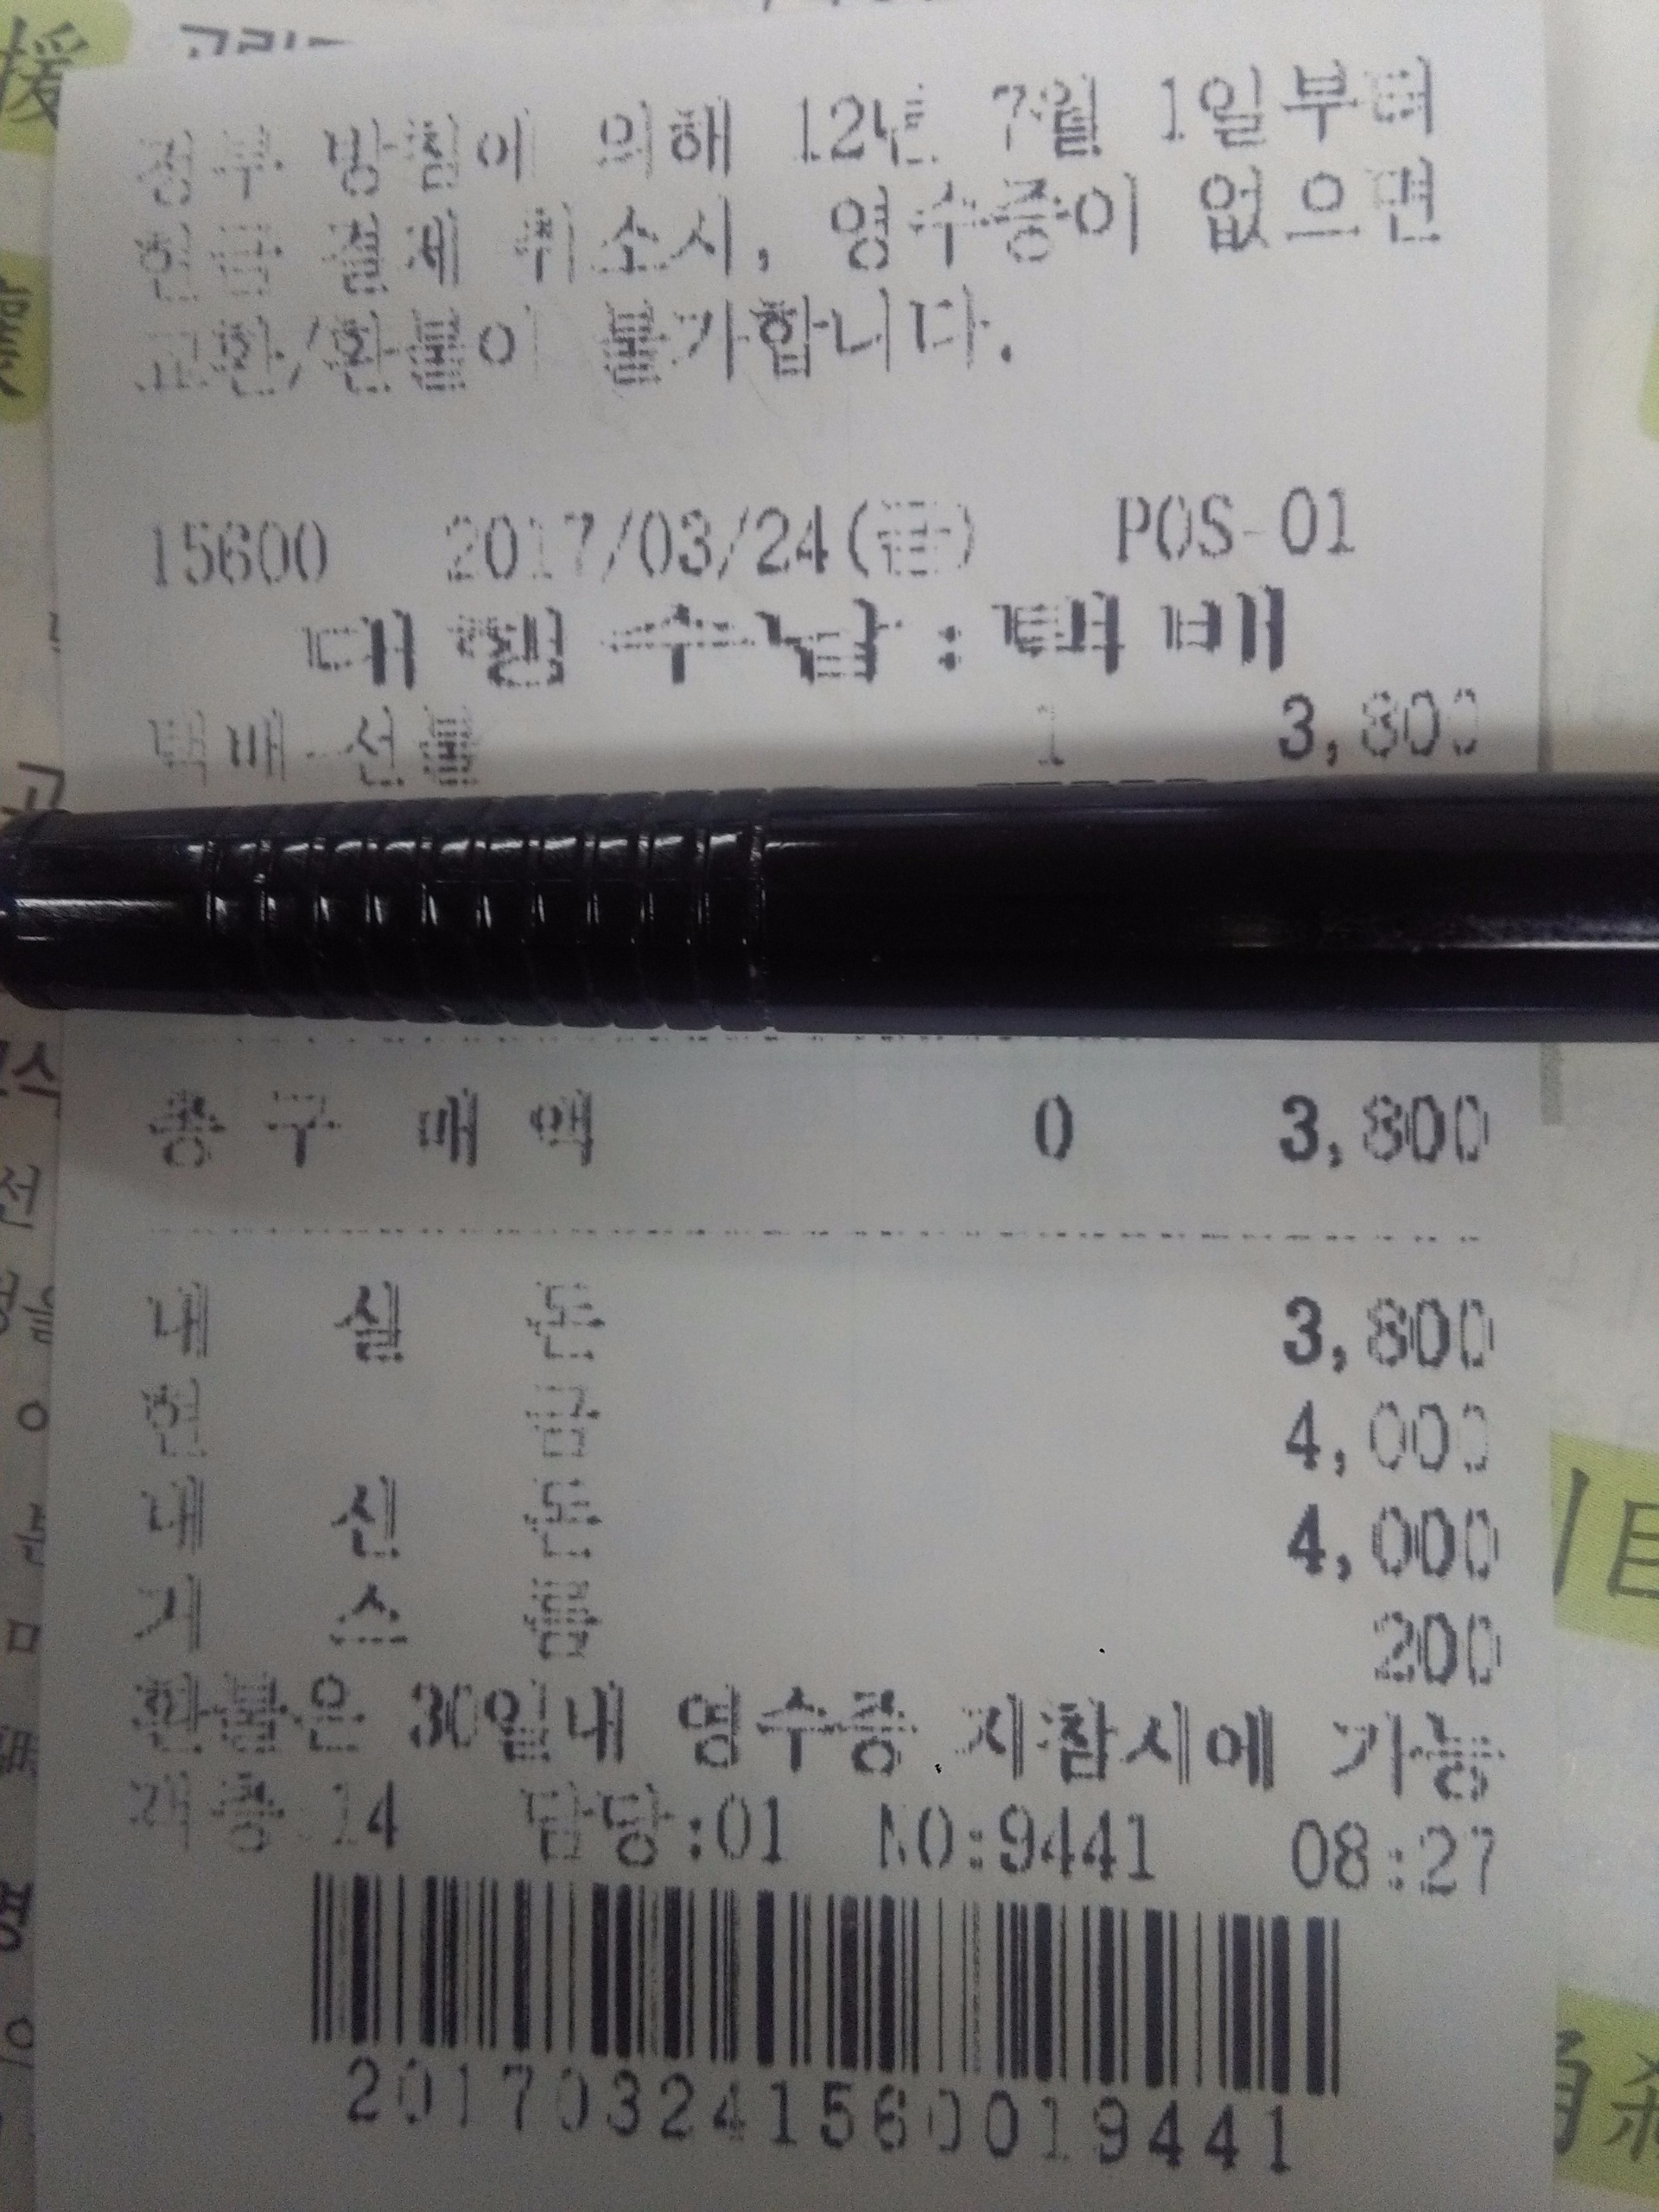 정부 방침에 의해 12년 7월 1일부터
현금 결제 취소시, 영수증이 없으면
교환/환불이 불가합니다.
15600 2017/03/24(금) POS-01
대행수납:택배
택배-선불 1 3,800
총 구 매 액 0 3,800
내 실 돈 3,800
현 금 4,000
내 신 돈 4,000
거 스 름 200
환불은 30일내 영수증 지참시에 가능
객층:14 담당:01 NO:9441 08:27
201703241560019441
援